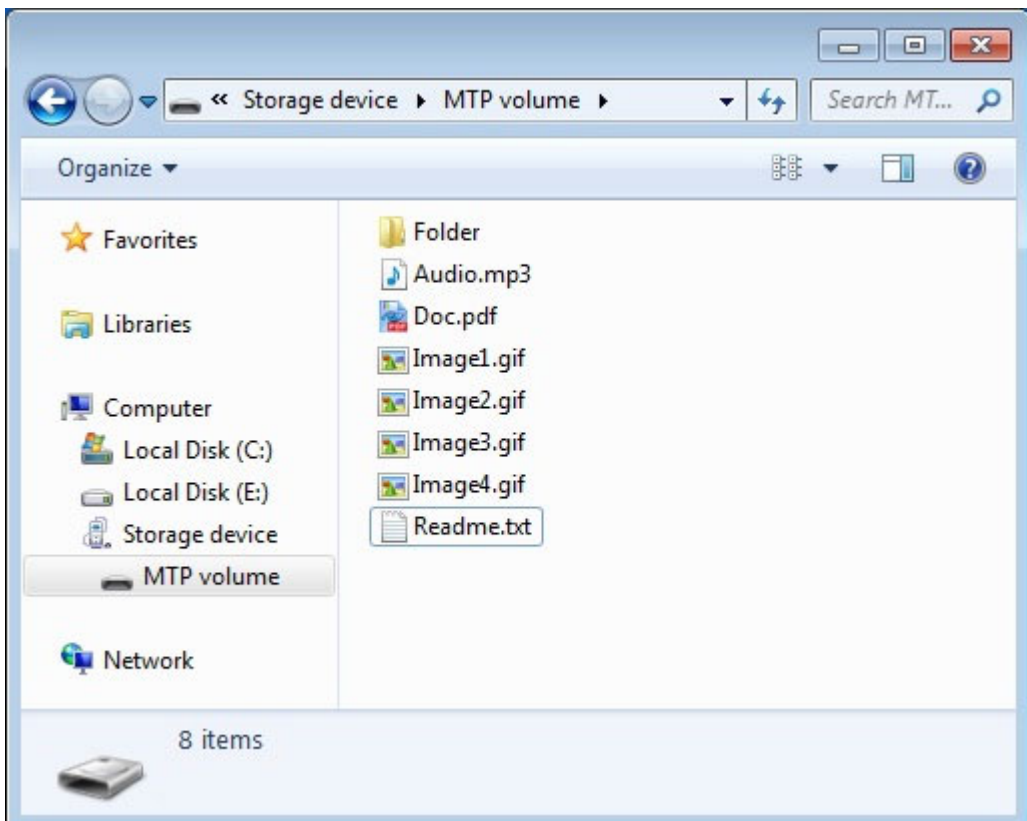 « Storage device ▸ MTP volume ▸
Search MT...
Organize
Favorites
Libraries
Computer
Local Disk (C:)
Local Disk (E:)
Storage device
MTP volume
Network
Folder
Audio.mp3
Doc.pdf
Image1.gif
Image2.gif
Image3.gif
Image4.gif
Readme.txt
8 items